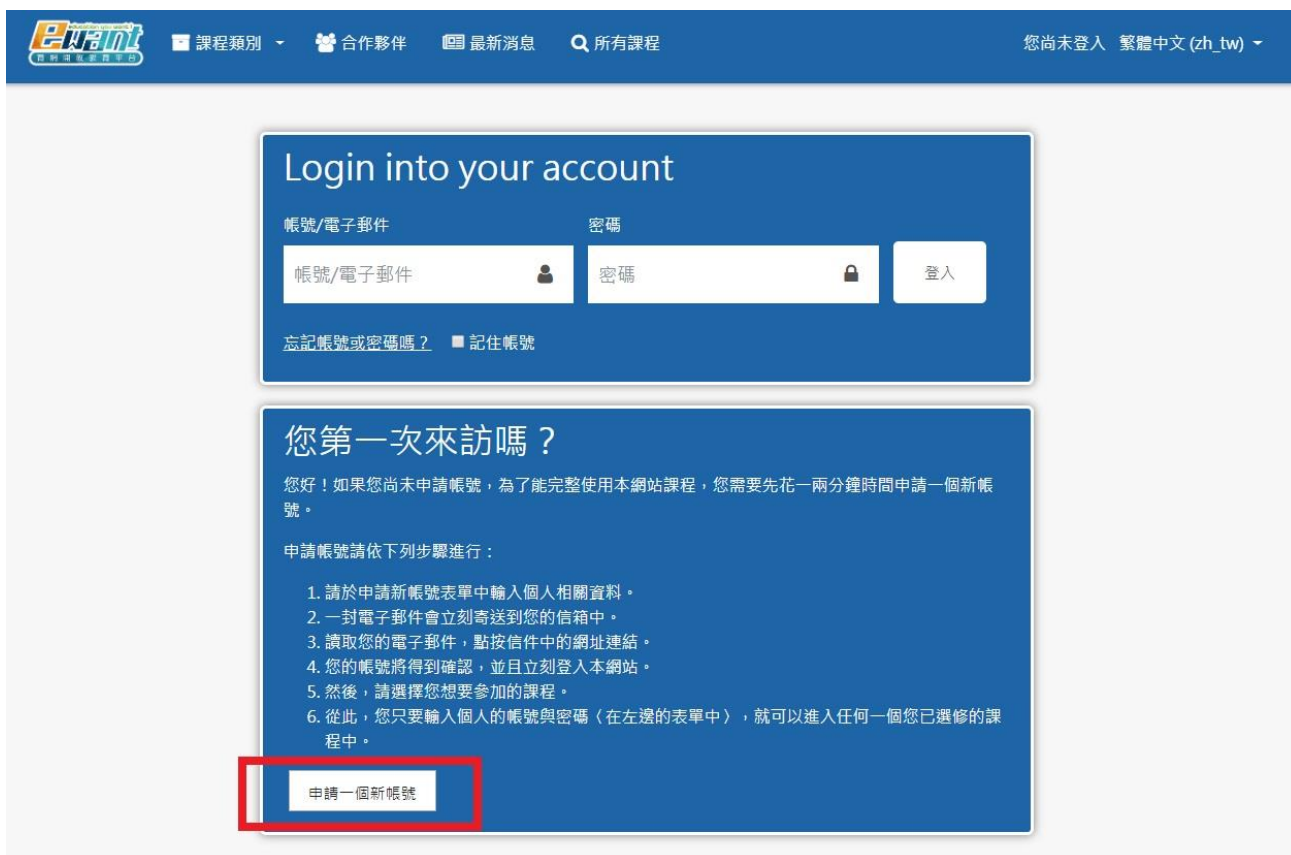 ewant
育網開放教育平台
課程類別
合作夥伴
最新消息
所有課程
您尚未登入
繁體中文 (zh_tw)
Login into your account
帳號/電子郵件
密碼
帳號/電子郵件
密碼
登入
忘記帳號或密碼嗎？
記住帳號
您第一次來訪嗎？
您好！如果您尚未申請帳號，為了能完整使用本網站課程，您需要先花一兩分鐘時間申請一個新帳
號。
申請帳號請依下列步驟進行：
1. 請於申請新帳號表單中輸入個人相關資料。
2. 一封電子郵件會立刻寄送到您的信箱中。
3. 讀取您的電子郵件，點按信件中的網址連結。
4. 您的帳號將得到確認，並且立刻登入本網站。
5. 然後，請選擇您想要參加的課程。
6. 從此，您只要輸入個人的帳號與密碼（在左邊的表單中），就可以進入任何一個您已選修的課
程中。
申請一個新帳號